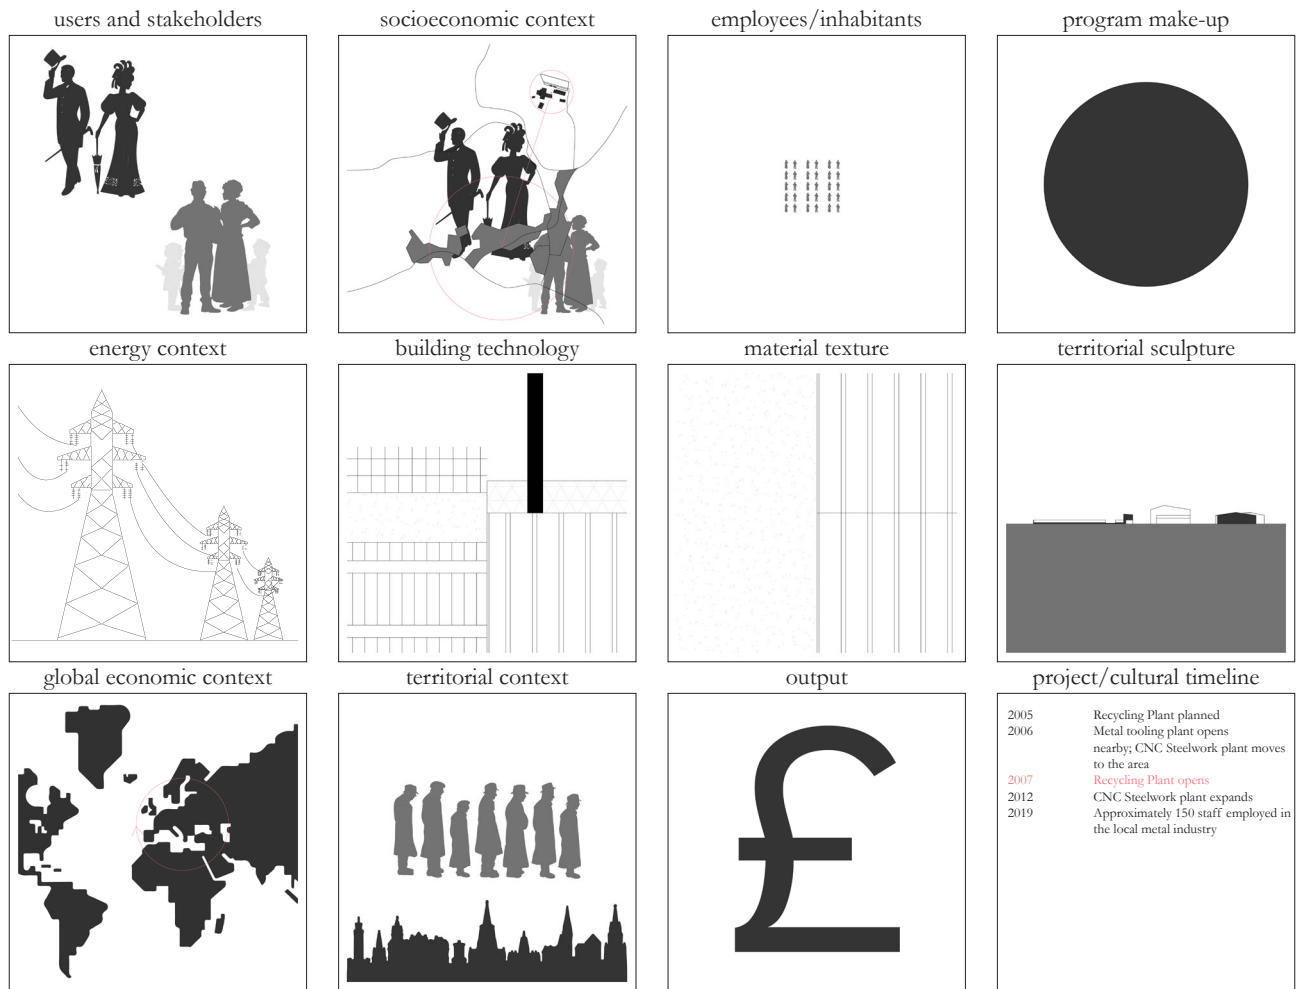 users and stakeholders
socioeconomic context
employees/inhabitants
program make-up
energy context
building technology
material texture
territorial sculpture
global economic context
territorial context
output
project/cultural timeline
£
2005 Recycling Plant planned
2006 Metal tooling plant opens
nearby; CNC Steelwork plant moves
to the area
2007 Recycling Plant opens
2012 CNC Steelwork plant expands
2019 Approximately 150 staff employed in
the local metal industry